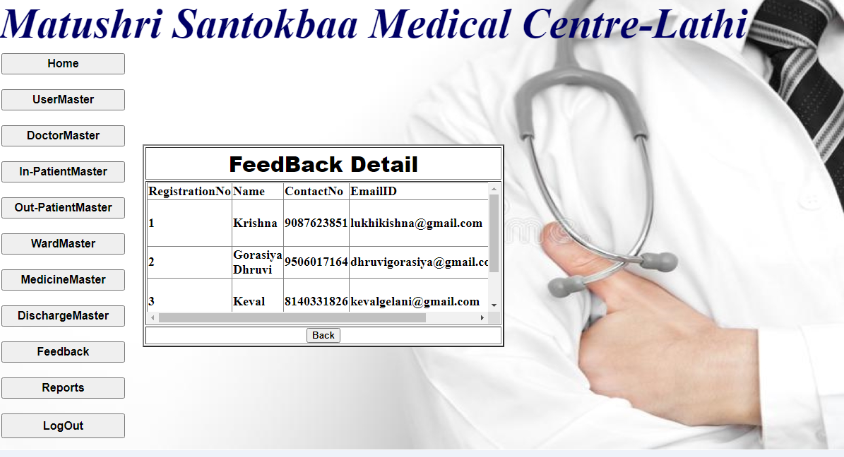 Matushri Santokbaa Medical Centre-Lathi
Home
UserMaster
DoctorMaster
In-PatientMaster
Out-PatientMaster
WardMaster
MedicineMaster
DischargeMaster
Feedback
Reports
LogOut
FeedBack Detail
RegistrationNo Name ContactNo EmailID
1 Krishna 9087623851 lukhikishna@gmail.com
2 Gorasiya Dhruvi 9506017164 dhruvigorasiya@gmail.cc
3 Keval 8140331826 kevalgelani@gmail.com
Back